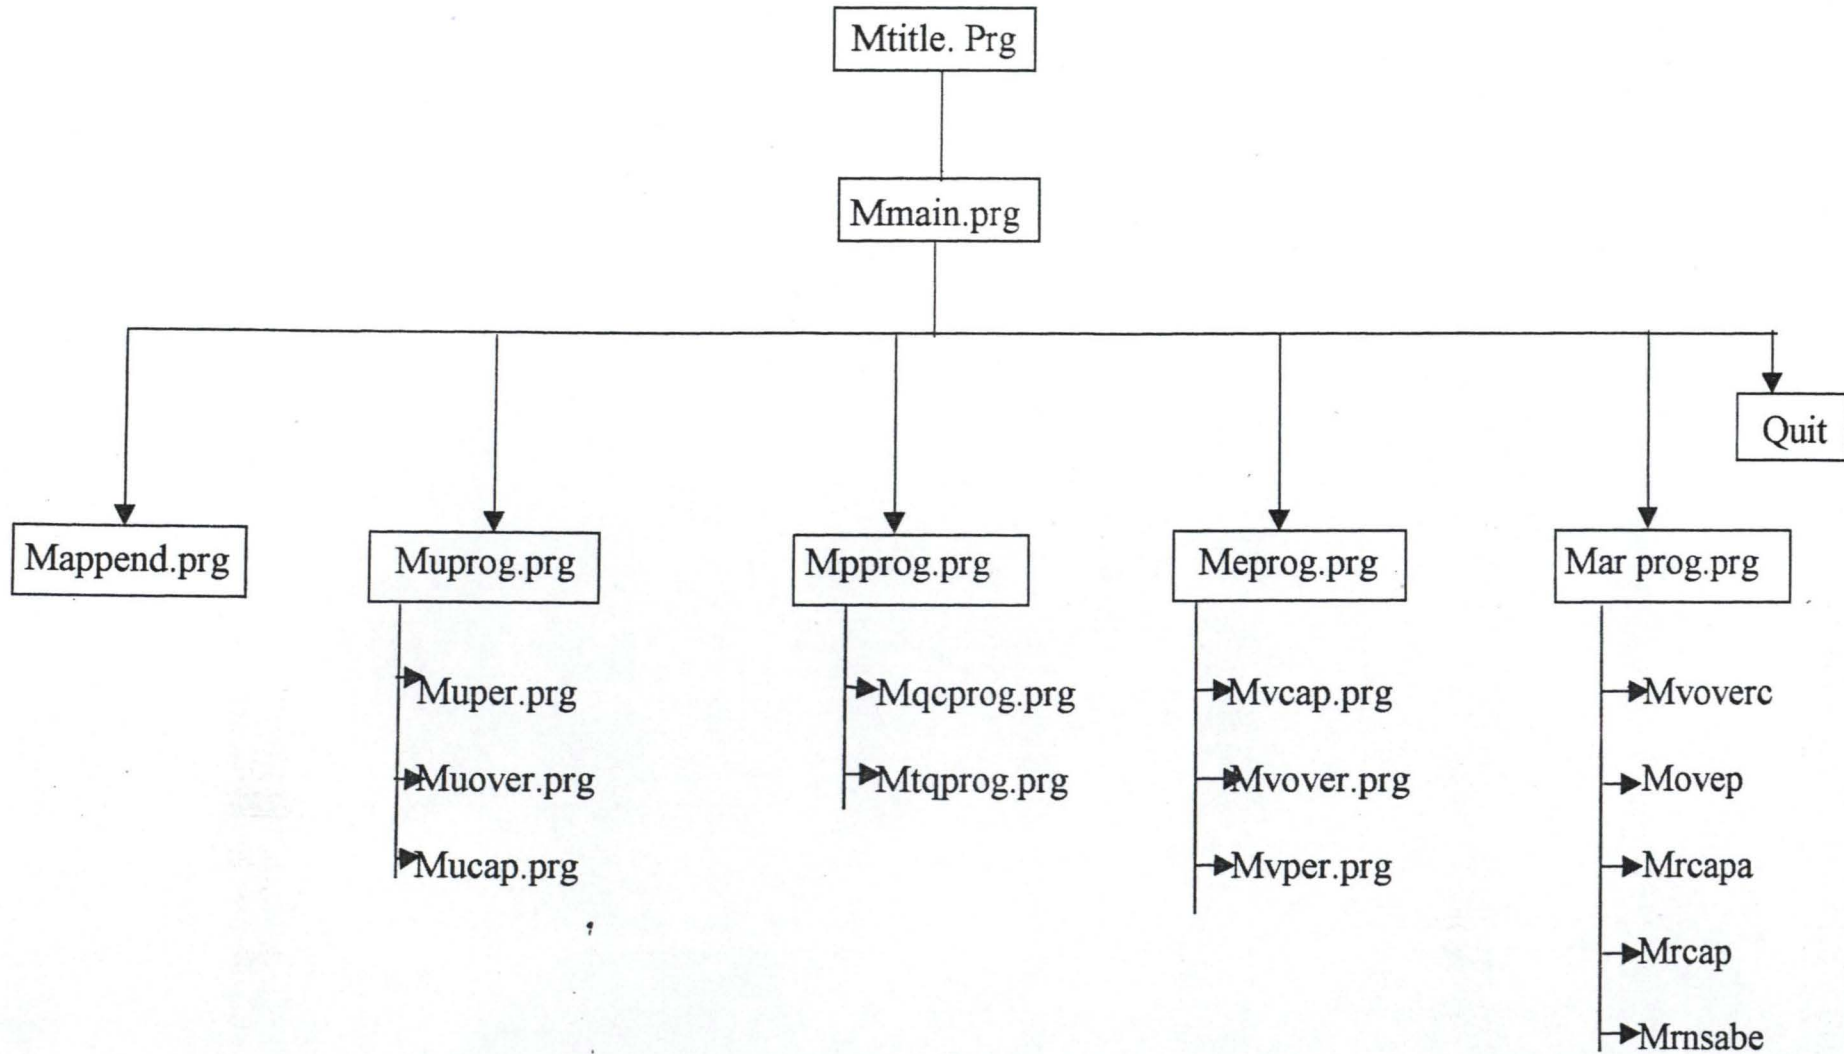 Mtitle. Prg
Mmain.prg
Quit
Mappend.prg
Muprog.prg
Mpprog.prg
Meprog.prg
Mar prog.prg
Muper.prg
Muover.prg
Mucap.prg
Mqcprog.prg
Mtqprog.prg
Mvcap.prg
Mvover.prg
Mvper.prg
Mvoverc
Movep
Mrcapa
Mrcap
Mrnsabe